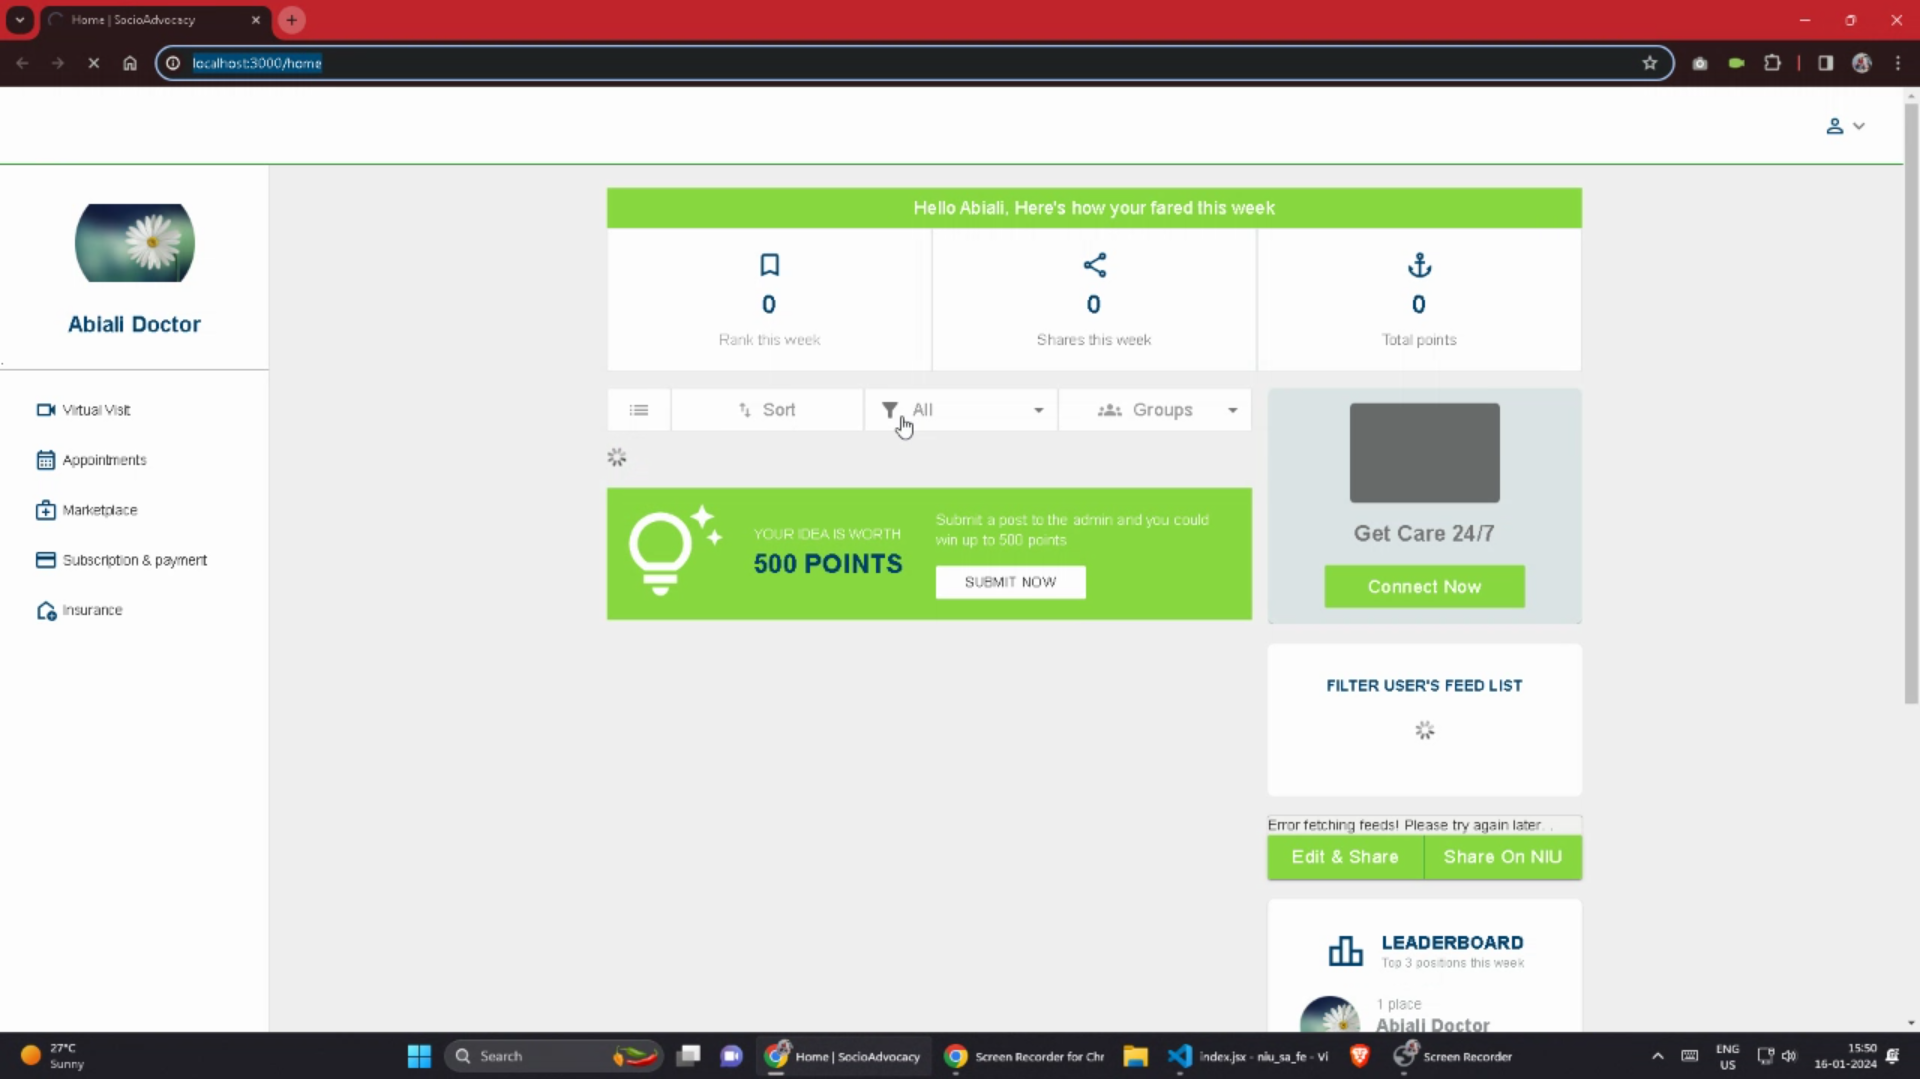 Home | SocioAdvocacy
localhost:3000/home
Hello Abiali, Here's how your fared this week
Abiali Doctor
0
Rank this week
0
Shares this week
0
Total points
Virtual Visit
Appointments
Marketplace
Subscription & payment
Insurance
Sort
All
Groups
YOUR IDEA IS WORTH
500 POINTS
Submit a post to the admin and you could
win up to 500 points
SUBMIT NOW
Get Care 24/7
Connect Now
FILTER USER'S FEED LIST
Error fetching feeds! Please try again later. .
Edit & Share
Share On NIU
LEADERBOARD
Top 3 positions this week
1 place
Abiali Doctor
27°C
Sunny
Search
Home | SocioAdvocacy
Screen Recorder for Chr
index.jsx - niu_sa_fe - Vi
Screen Recorder
ENG
US
15:50
16-01-2024